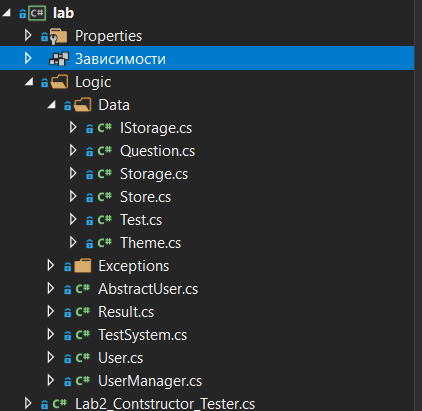 C# lab
Properties
Зависимости
Logic
Data
C# IStorage.cs
C# Question.cs
C# Storage.cs
C# Store.cs
C# Test.cs
C# Theme.cs
Exceptions
C# AbstractUser.cs
C# Result.cs
C# TestSystem.cs
C# User.cs
C# UserManager.cs
C# Lab2_Contstructor_Tester.cs